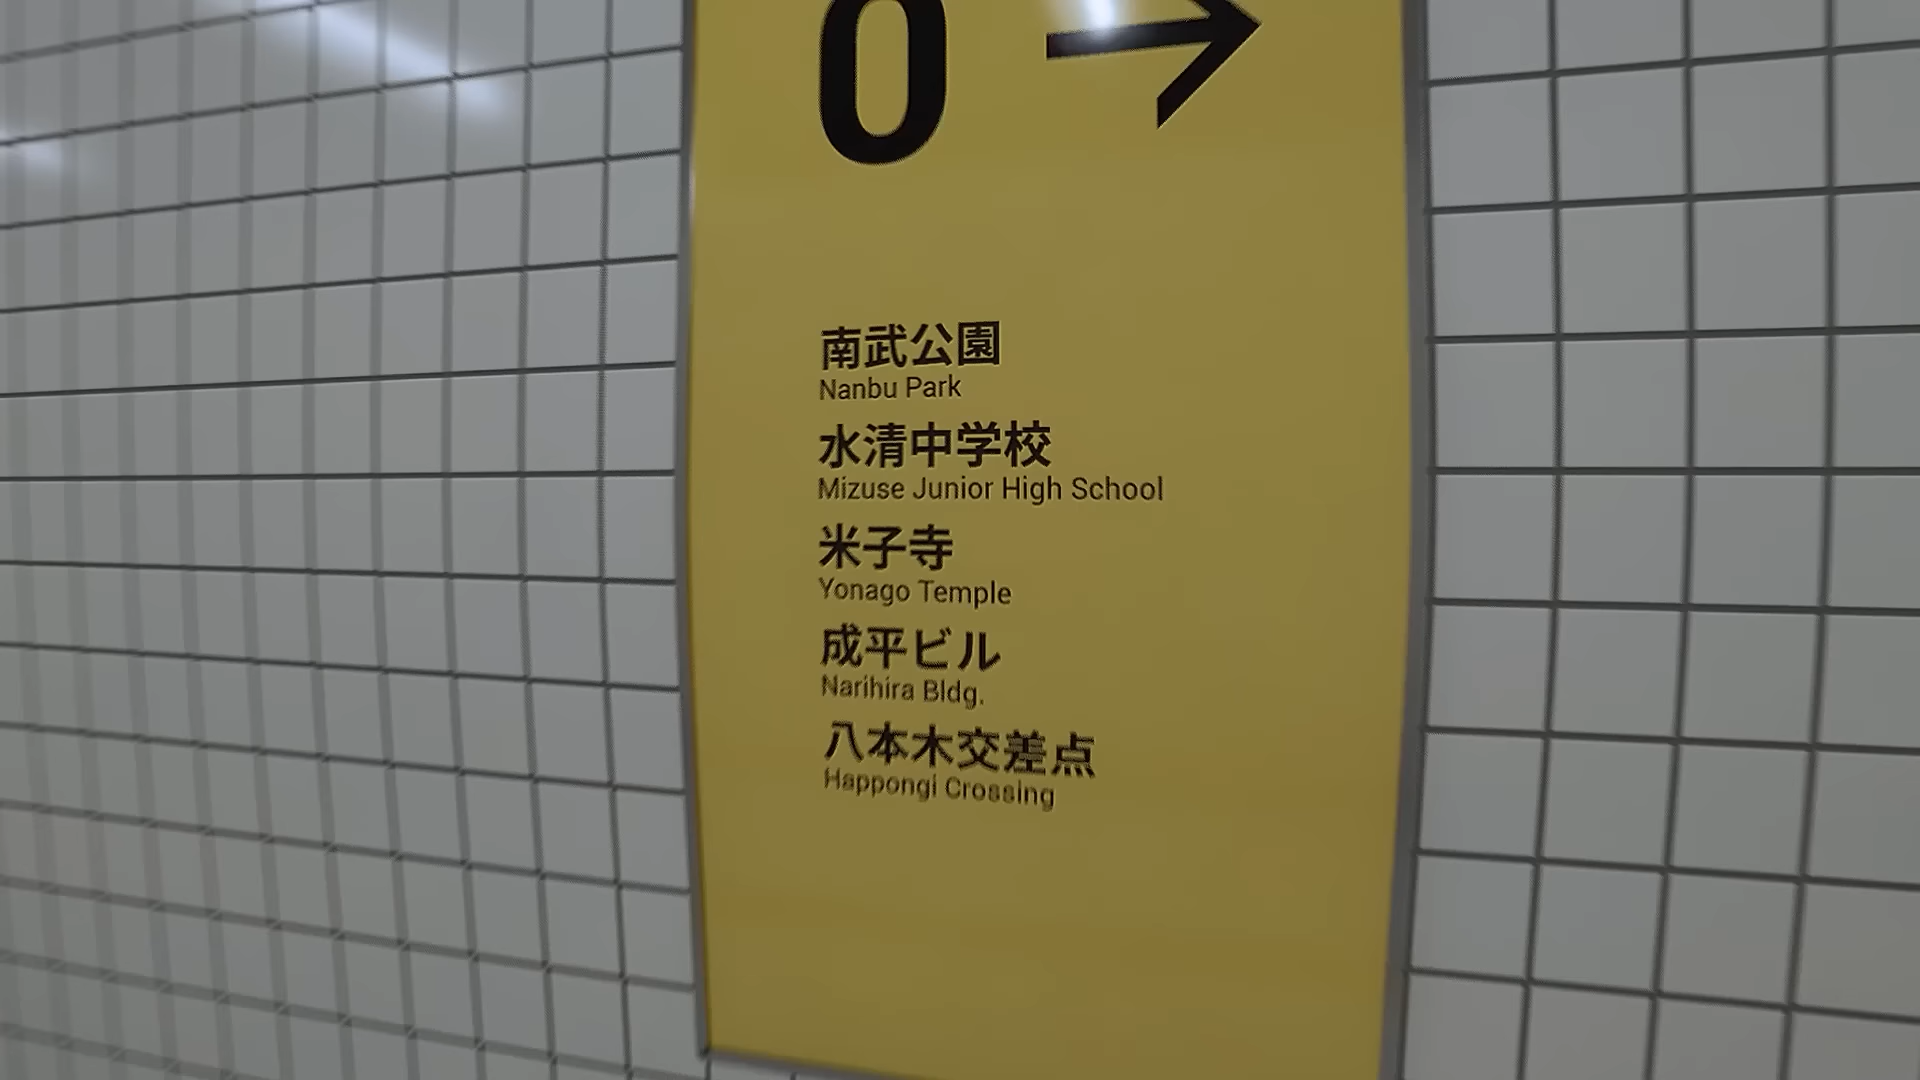 0 →
南武公園
Nanbu Park
水清中学校
Mizuse Junior High School
米子寺
Yonago Temple
成平ビル
Narihira Bldg.
八本木交差点
Happongi Crossing